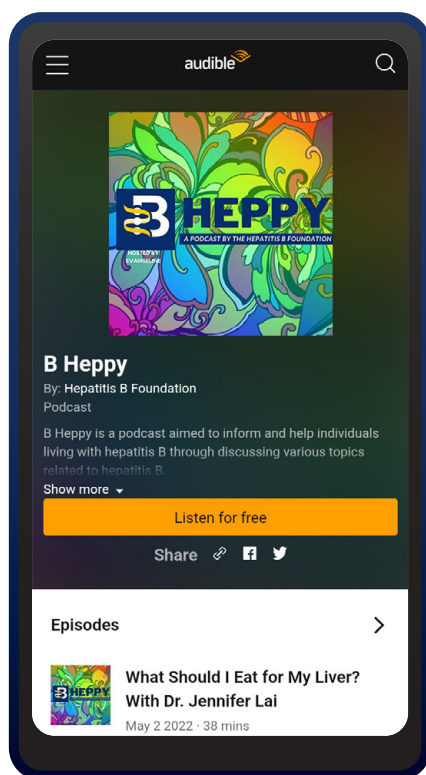 audible
B HEPPY
A PODCAST BY THE HEPATITIS B FOUNDATION
HOSTED BY
EVANGELINE
B Heppy
By: Hepatitis B Foundation
Podcast
B Heppy is a podcast aimed to inform and help individuals
living with hepatitis B through discussing various topics
related to hepatitis B.
Show more
Listen for free
Share
Episodes
B HEPPY
What Should I Eat for My Liver?
With Dr. Jennifer Lai
May 2 2022 · 38 mins